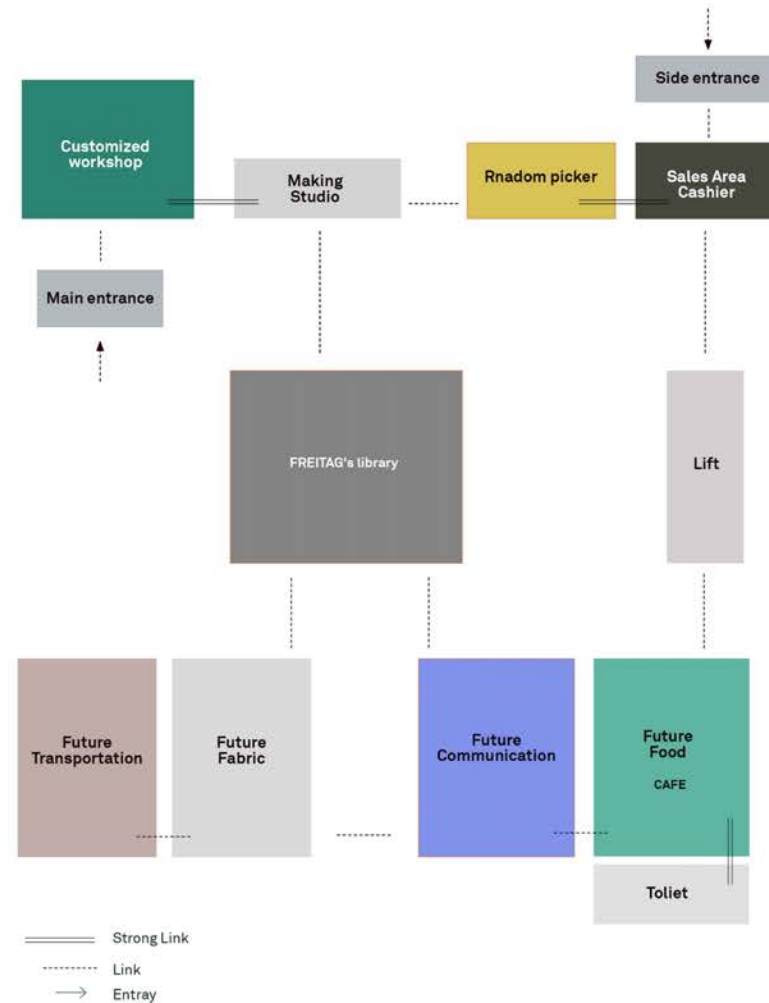 Side entrance
Customized
workshop
Making
Studio
Rnadom picker
Sales Area
Cashier
Main entrance
FREITAG's library
Lift
Future
Transportation
Future
Fabric
Future
Communication
Future
Food
CAFE
Toliet
Strong Link
Link
Entray